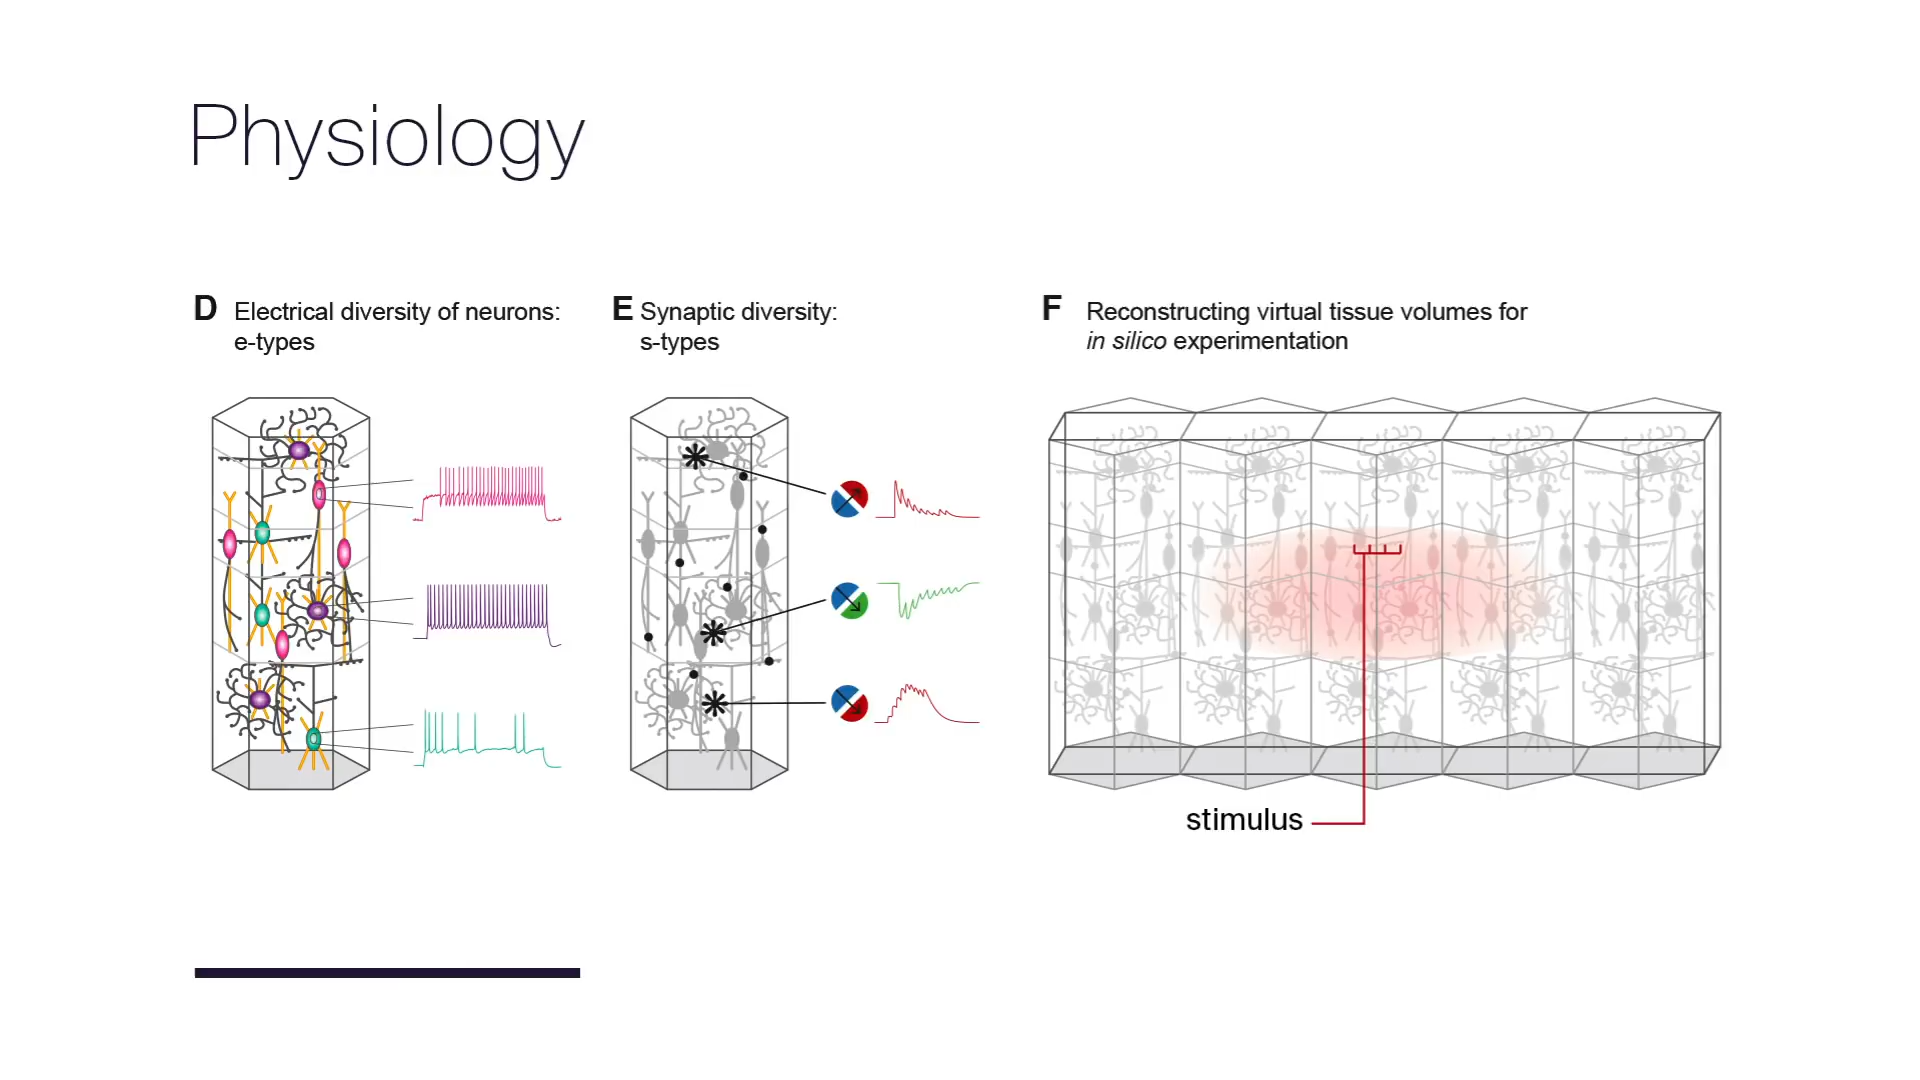 Physiology
D Electrical diversity of neurons:
e-types
E Synaptic diversity:
s-types
F Reconstructing virtual tissue volumes for
in silico experimentation
stimulus